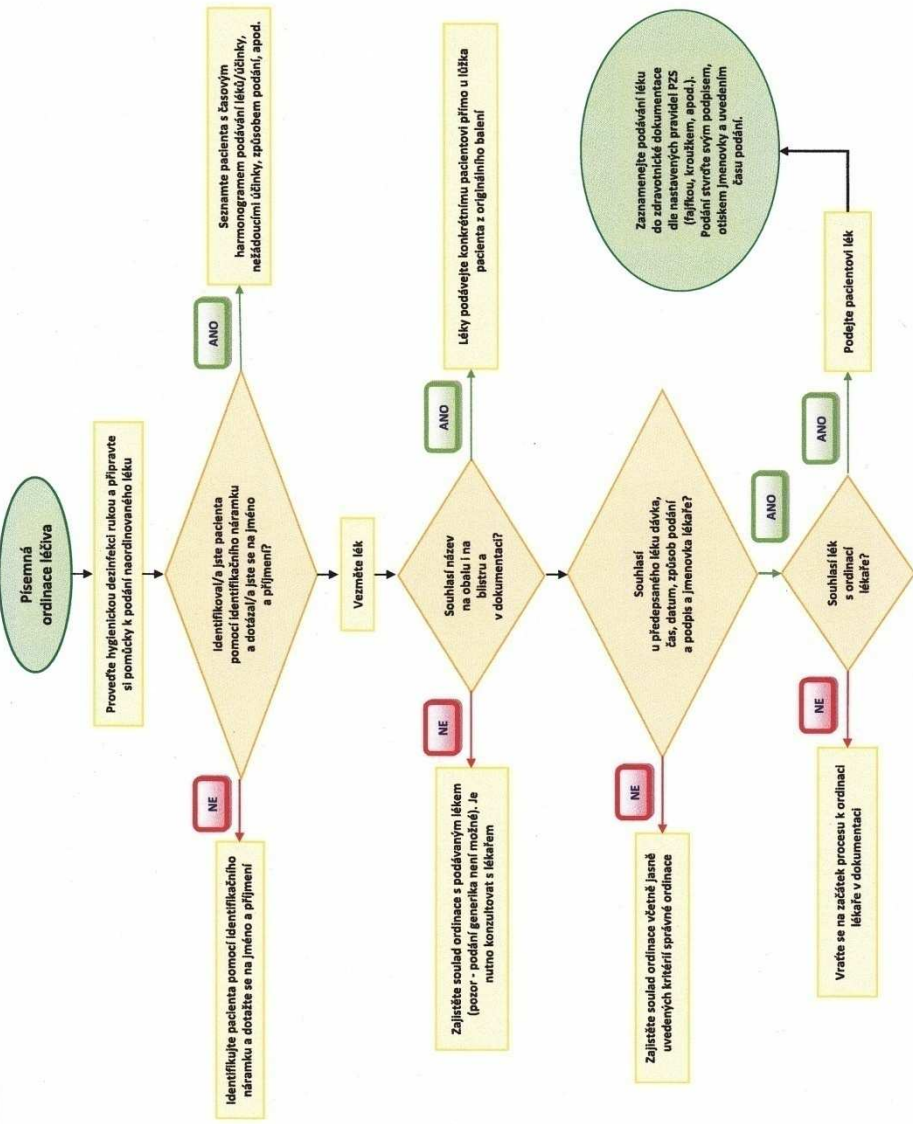 Písemná
ordinace léčiva
Proveďte hygienickou dezinfekci rukou a připravte
si pomůcky k podání naordinovaného léku
Identifikoval/a jste pacienta
pomocí identifikačního náramku
a dotázal/a jste se na jméno
a příjmení?
NE
Identifikujte pacienta pomocí identifikačního
náramku a dotažte se na jméno a příjmení
ANO
Seznamte pacienta s časovým
harmonogramem podávání léků/účinky,
nežádoucími účinky, způsobem podání, apod.
Vezměte lék
Souhlasí název
na obalu i na
blistru a
v dokumentaci?
NE
Zajistěte soulad ordinace s podávaným lékem
(pozor - podání generika není možné). Je
nutno konzultovat s lékařem
ANO
Léky podávejte konkrétnímu pacientovi přímo u lůžka
pacienta z originálního balení
Souhlasí
u předepsaného léku dávka,
čas, datum, způsob podání
a podpis a jmenovka lékaře?
NE
Zajistěte soulad ordinace včetně jasně
uvedených kritérií správné ordinace
ANO
Souhlasí lék
s ordinací
lékaře?
NE
Vraťte se na začátek procesu k ordinaci
lékaře v dokumentaci
ANO
Podejte pacientovi lék
Zaznamenejte podávání léku
do zdravotnické dokumentace
dle nastavených pravidel PZS
(fajfkou, kroužkem, apod.).
Podání stvrďte svým podpisem,
otiskem jmenovky a uvedením
času podání.